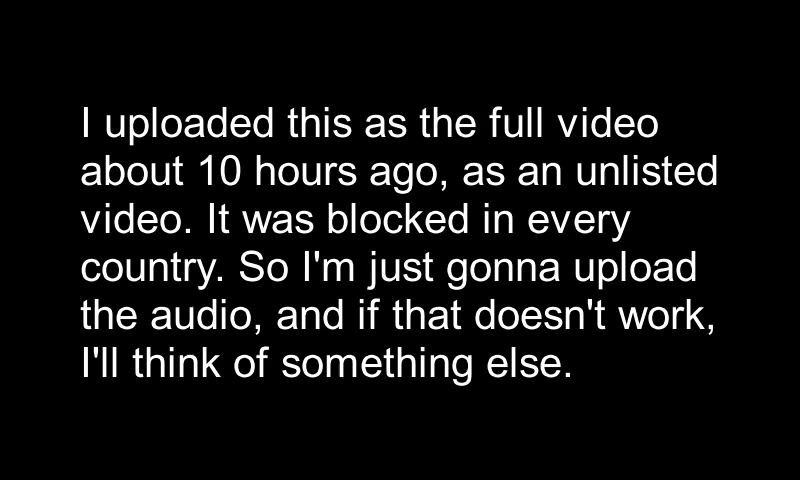 I uploaded this as the full video
about 10 hours ago, as an unlisted
video. It was blocked in every
country. So I'm just gonna upload
the audio, and if that doesn't work,
I'll think of something else.